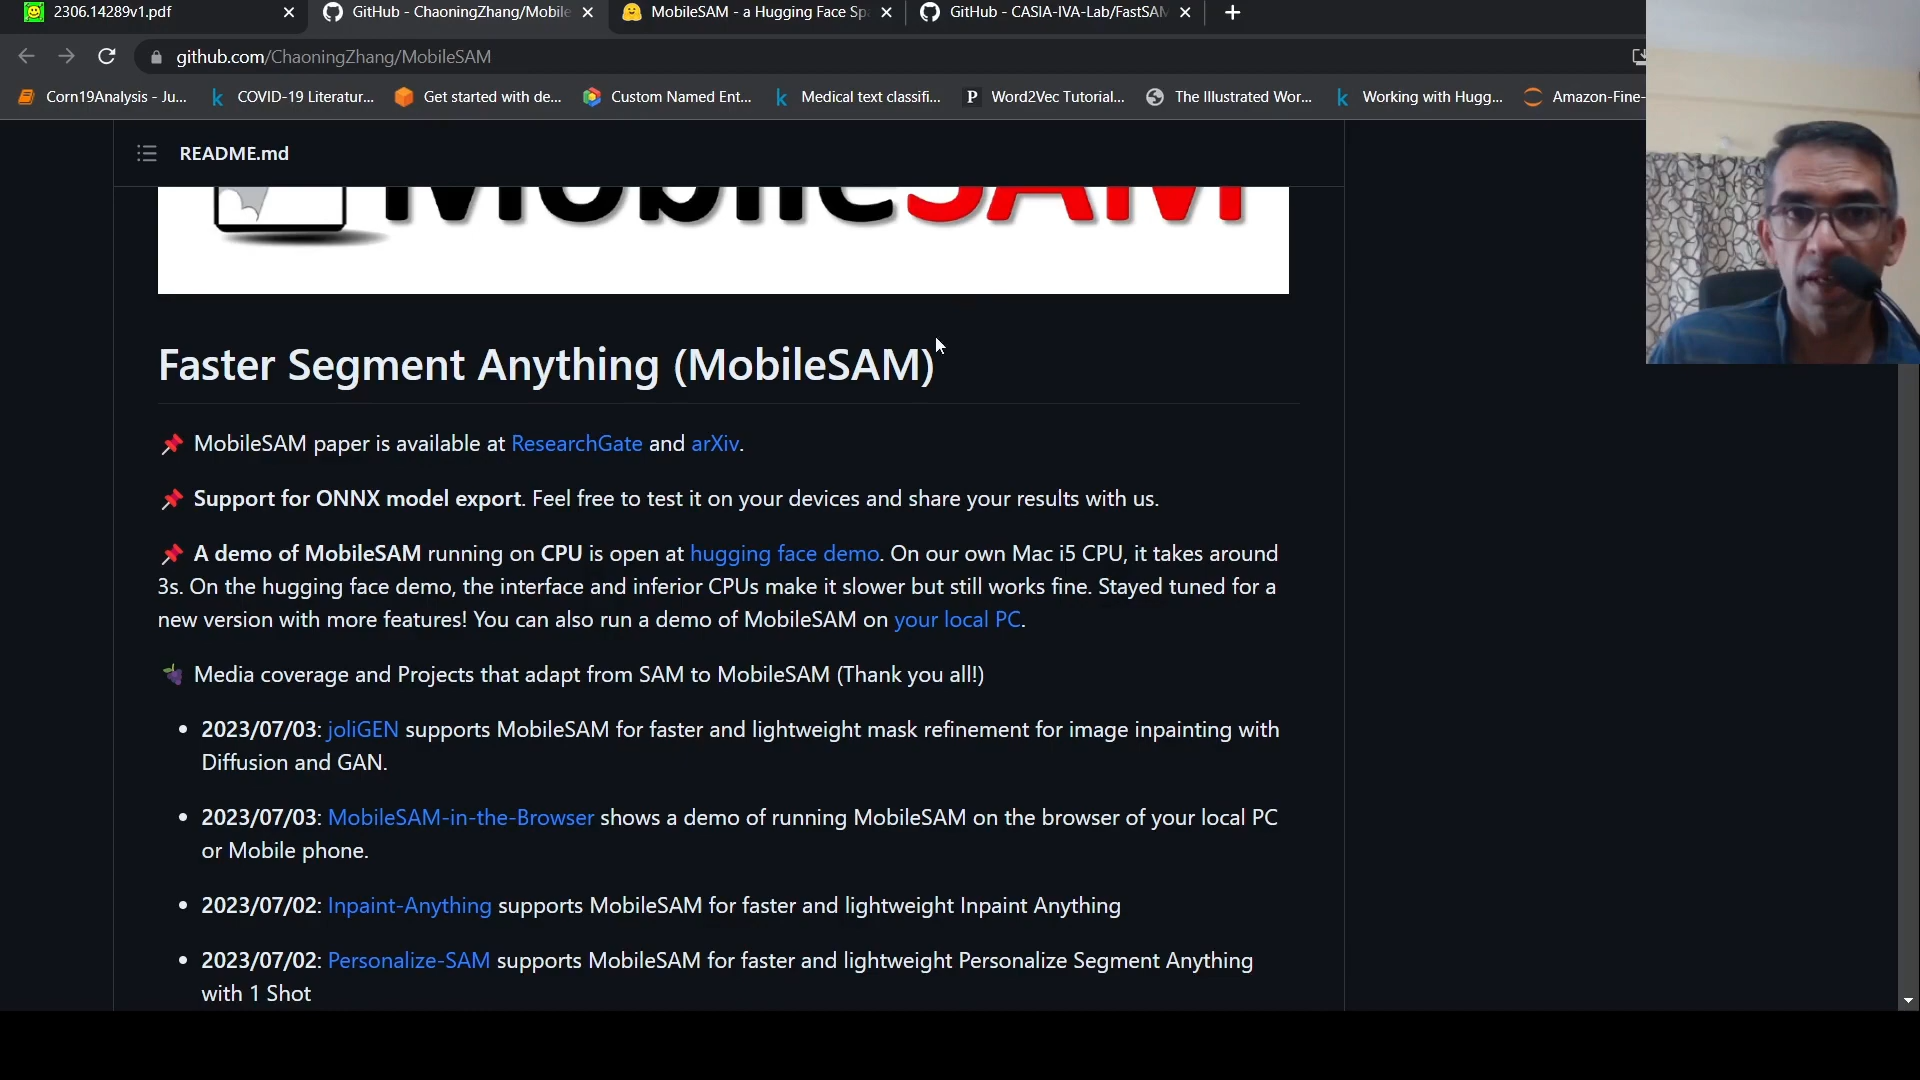 2306.14289v1.pdf
GitHub - ChaoningZhang/Mobile
MobileSAM - a Hugging Face Sp
GitHub - CASIA-IVA-Lab/FastSAM
github.com/ChaoningZhang/MobileSAM
Corn19Analysis - Ju...
COVID-19 Literatur...
Get started with de...
Custom Named Ent...
Medical text classifi...
Word2Vec Tutorial...
The Illustrated Wor...
Working with Hugg...
Amazon-Fine-
README.md
MobileSAM
Faster Segment Anything (MobileSAM)
📌 MobileSAM paper is available at ResearchGate and arXiv.
📌 Support for ONNX model export. Feel free to test it on your devices and share your results with us.
📌 A demo of MobileSAM running on CPU is open at hugging face demo. On our own Mac i5 CPU, it takes around
3s. On the hugging face demo, the interface and inferior CPUs make it slower but still works fine. Stayed tuned for a
new version with more features! You can also run a demo of MobileSAM on your local PC.
🍇 Media coverage and Projects that adapt from SAM to MobileSAM (Thank you all!)
• 2023/07/03: joliGEN supports MobileSAM for faster and lightweight mask refinement for image inpainting with
Diffusion and GAN.
• 2023/07/03: MobileSAM-in-the-Browser shows a demo of running MobileSAM on the browser of your local PC
or Mobile phone.
• 2023/07/02: Inpaint-Anything supports MobileSAM for faster and lightweight Inpaint Anything
• 2023/07/02: Personalize-SAM supports MobileSAM for faster and lightweight Personalize Segment Anything
with 1 Shot